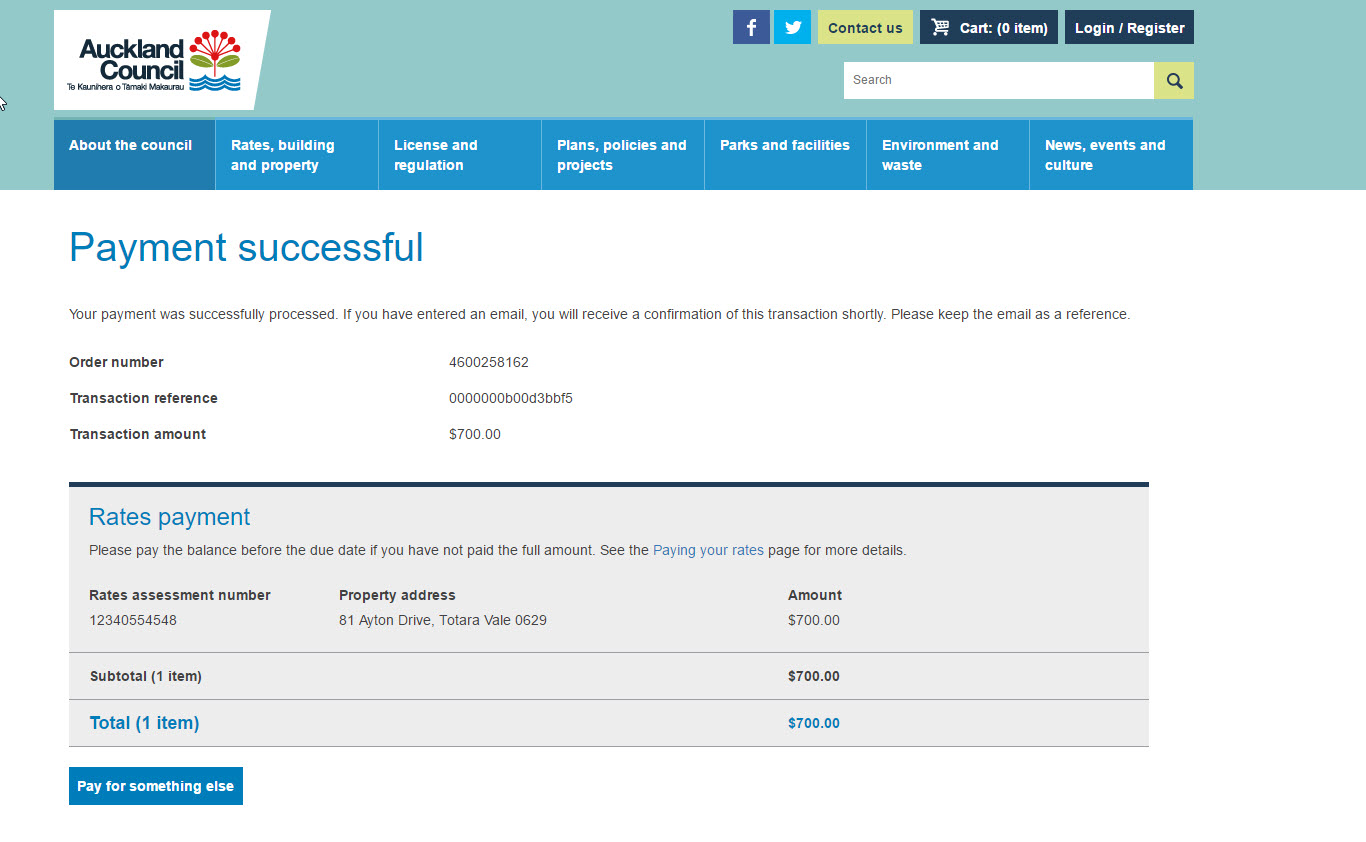 Auckland
Council
Te Kaunihera o Tāmaki Makaurau
f
Contact us
Cart: (0 item)
Login / Register
Search
About the council
Rates, building
and property
License and
regulation
Plans, policies and
projects
Parks and facilities
Environment and
waste
News, events and
culture
Payment successful
Your payment was successfully processed. If you have entered an email, you will receive a confirmation of this transaction shortly. Please keep the email as a reference.
Order number 4600258162
Transaction reference 0000000b00d3bbf5
Transaction amount $700.00
Rates payment
Please pay the balance before the due date if you have not paid the full amount. See the Paying your rates page for more details.
Rates assessment number Property address Amount
12340554548 81 Ayton Drive, Totara Vale 0629 $700.00
Subtotal (1 item) $700.00
Total (1 item) $700.00
Pay for something else